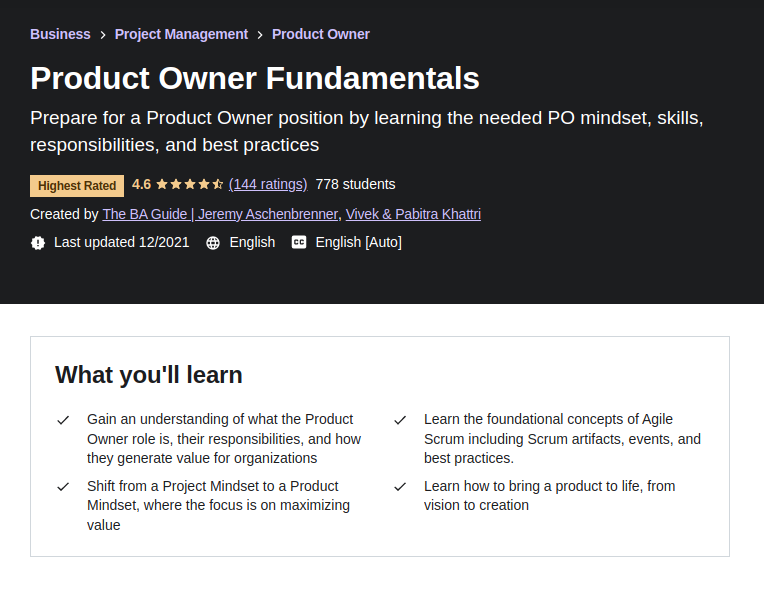 Business > Project Management > Product Owner
Product Owner Fundamentals
Prepare for a Product Owner position by learning the needed PO mindset, skills,
responsibilities, and best practices
Highest Rated 4.6 (144 ratings) 778 students
Created by The BA Guide | Jeremy Aschenbrenner, Vivek & Pabitra Khattri
Last updated 12/2021 English CC English [Auto]
What you'll learn
Gain an understanding of what the Product
Owner role is, their responsibilities, and how
they generate value for organizations
Learn the foundational concepts of Agile
Scrum including Scrum artifacts, events, and
best practices.
Shift from a Project Mindset to a Product
Mindset, where the focus is on maximizing
value
Learn how to bring a product to life, from
vision to creation